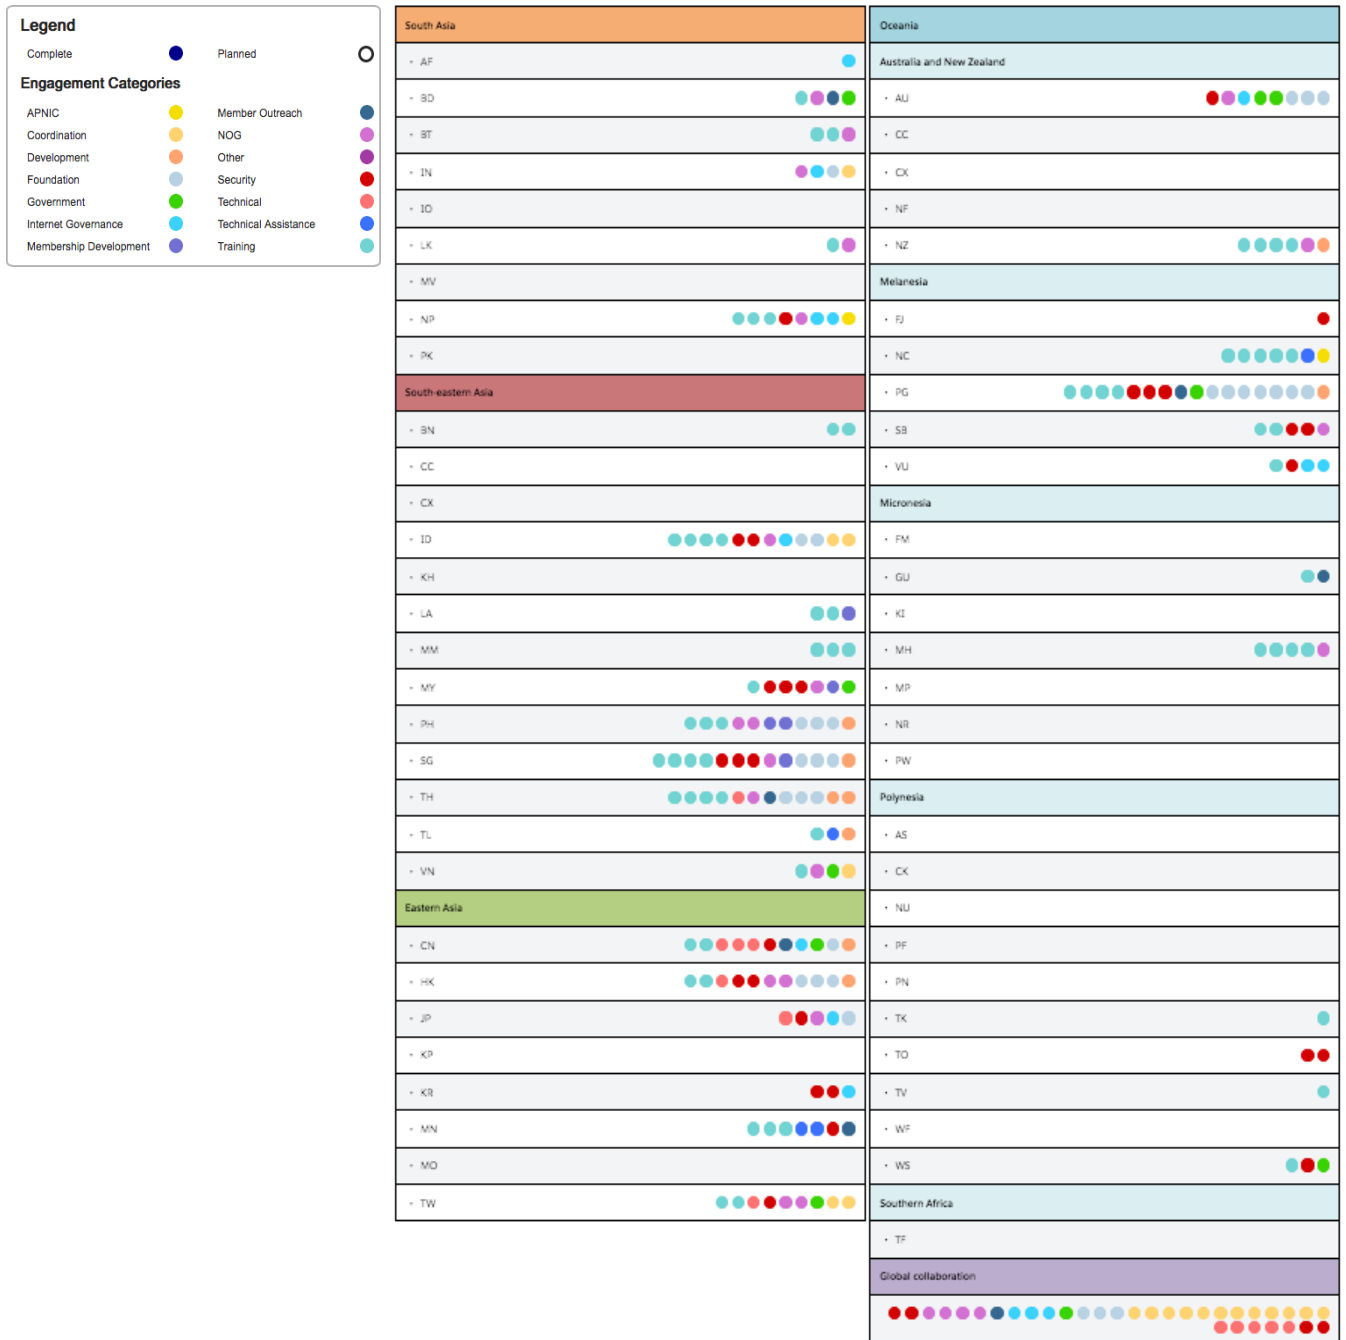 Legend
Complete Planned
Engagement Categories
APNIC Member Outreach
Coordination NOG
Development Other
Foundation Security
Government Technical
Internet Governance Technical Assistance
Membership Development Training
South Asia
- AF
- BD
- BT
- IN
- IO
- LK
- MV
- NP
- PK
South-eastern Asia
- BN
- CC
- CX
- ID
- KH
- LA
- MM
- MY
- PH
- SG
- TH
- TL
- VN
Eastern Asia
- CN
- HK
- JP
- KP
- KR
- MN
- MO
- TW
Oceania
Australia and New Zealand
- AU
- CC
- CX
- NF
- NZ
Melanesia
- FJ
- NC
- PG
- SB
- VU
Micronesia
- FM
- GU
- KI
- MH
- MP
- NR
- PW
Polynesia
- AS
- CK
- NU
- PF
- PN
- TK
- TO
- TV
- WF
- WS
Southern Africa
- TF
Global collaboration